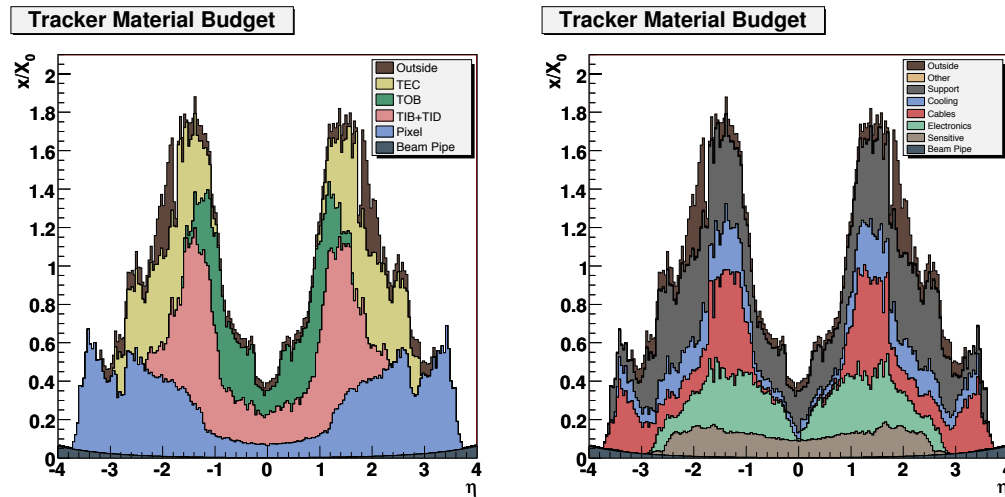 Tracker Material Budget
x/X0
2
1.8
1.6
1.4
1.2
1
0.8
0.6
0.4
0.2
0
-4 -3 -2 -1 0 1 2 3 4
η
Outside
TEC
TOB
TIB+TID
Pixel
Beam Pipe
Tracker Material Budget
x/X0
2
1.8
1.6
1.4
1.2
1
0.8
0.6
0.4
0.2
0
-4 -3 -2 -1 0 1 2 3 4
η
Outside
Other
Support
Cooling
Cables
Electronics
Sensitive
Beam Pipe